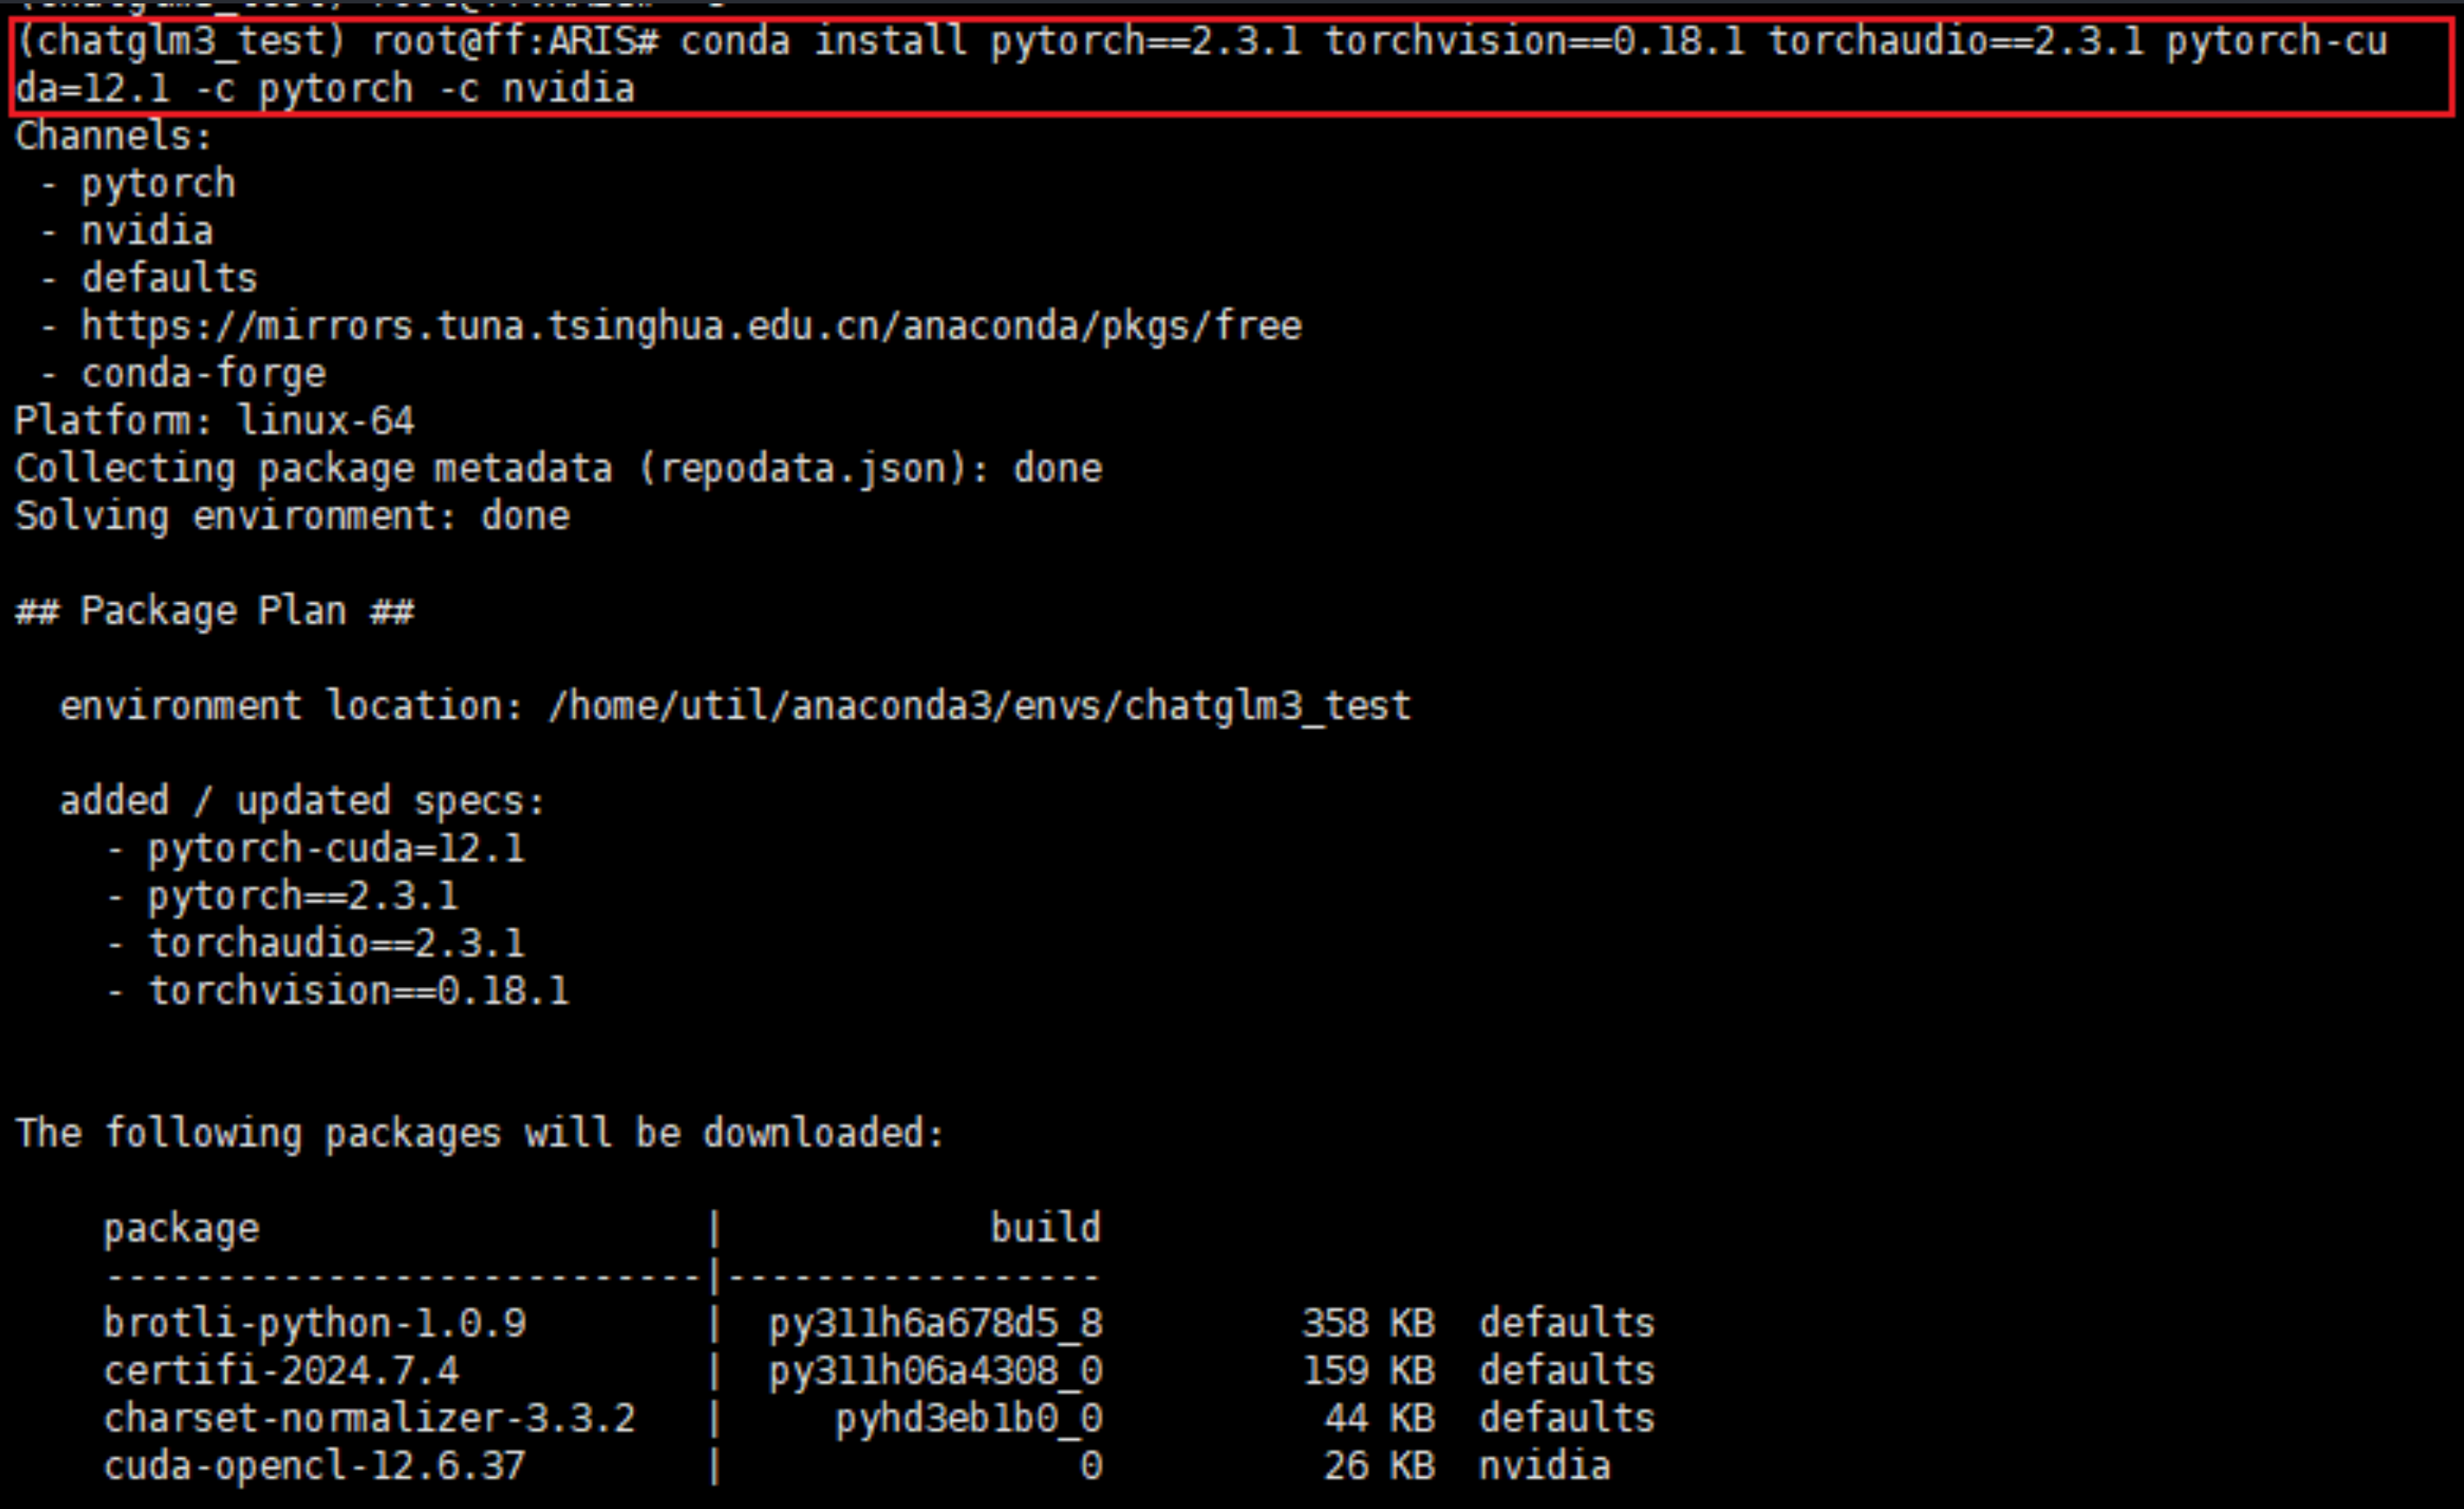 (chatglm3_test) root@ff:ARIS# conda install pytorch==2.3.1 torchvision==0.18.1 torchaudio==2.3.1 pytorch-cu
da=12.1 -c pytorch -c nvidia
Channels:
 - pytorch
 - nvidia
 - defaults
 - https://mirrors.tuna.tsinghua.edu.cn/anaconda/pkgs/free
 - conda-forge
Platform: linux-64
Collecting package metadata (repodata.json): done
Solving environment: done
## Package Plan ##
  environment location: /home/util/anaconda3/envs/chatglm3_test
  added / updated specs:
    - pytorch-cuda=12.1
    - pytorch==2.3.1
    - torchaudio==2.3.1
    - torchvision==0.18.1
The following packages will be downloaded:
    package                    |            build
    ---------------------------|-----------------
    brotli-python-1.0.9        |  py311h6a678d5_8         358 KB  defaults
    certifi-2024.7.4           |  py311h06a4308_0         159 KB  defaults
    charset-normalizer-3.3.2   |     pyhd3eb1b0_0          44 KB  defaults
    cuda-opencl-12.6.37        |                0          26 KB  nvidia